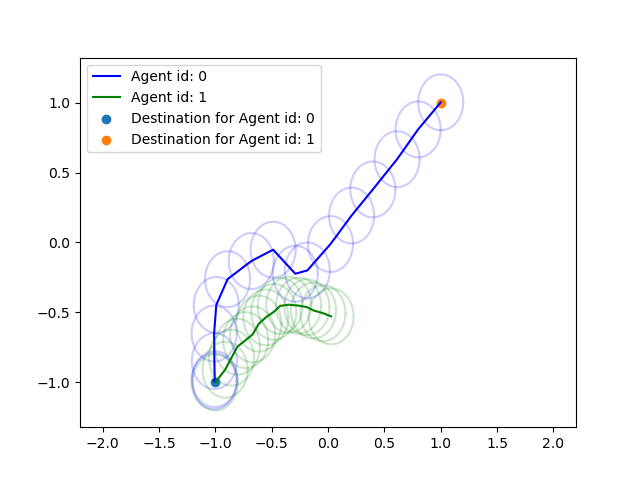 Agent id: 0
Agent id: 1
Destination for Agent id: 0
Destination for Agent id: 1
1.0
0.5
0.0
−0.5
−1.0
−2.0 −1.5 −1.0 −0.5 0.0 0.5 1.0 1.5 2.0